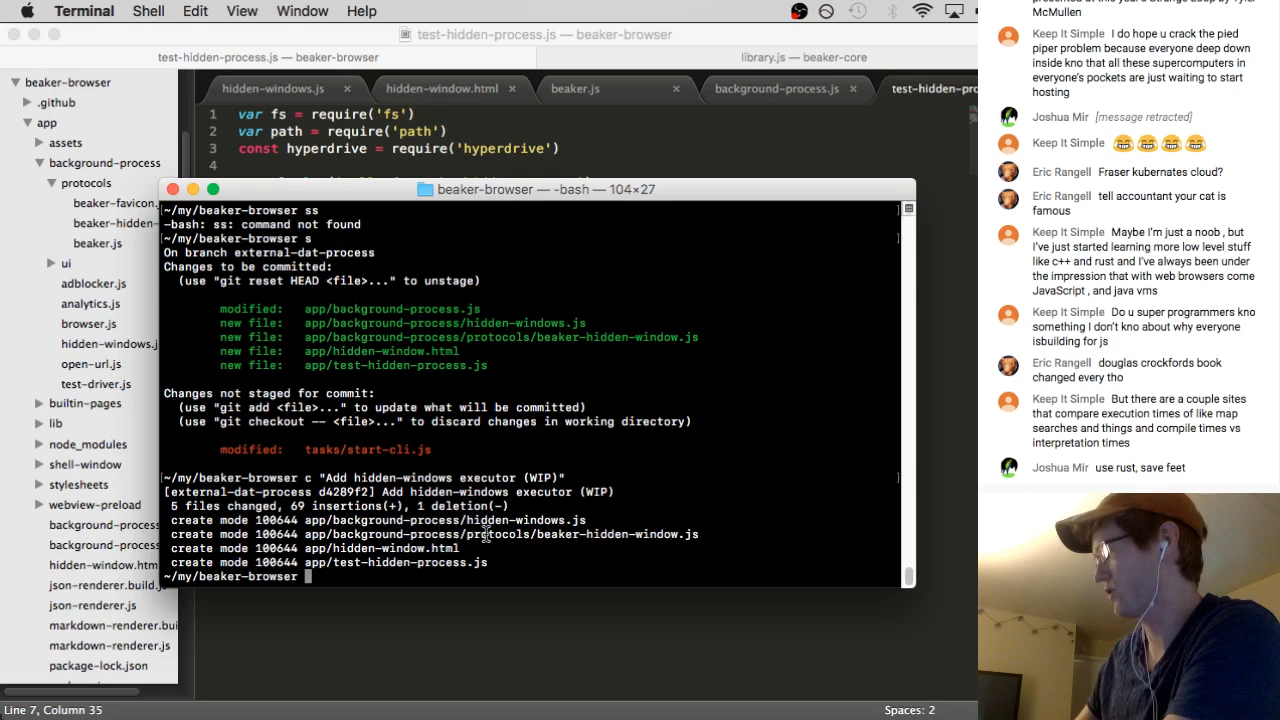 Terminal Shell Edit View Window Help
test-hidden-process.js — beaker-browser
test-hidden-process.js — beaker-browser
library.js — beaker-core
beaker-browser
.github
app
assets
background-process
protocols
beaker-favicon.
beaker-hidden-
beaker.js
ui
adblocker.js
analytics.js
browser.js
hidden-windows.j
open-url.js
test-driver.js
builtin-pages
lib
node_modules
shell-window
stylesheets
webview-preload
background-proces
background-proces
hidden-window.htm
json-renderer.build.j
json-renderer.js
markdown-renderer.bui
markdown-renderer.js
package-lock.json
hidden-windows.js × hidden-window.html × beaker.js × background-process.js × test-hidden-pro
1 var fs = require('fs')
2 var path = require('path')
3 const hyperdrive = require('hyperdrive')
4
beaker-browser — -bash — 104×27
[~/my/beaker-browser ss ]
-bash: ss: command not found
[~/my/beaker-browser s ]
On branch external-dat-process
Changes to be committed:
(use "git reset HEAD <file>..." to unstage)
modified: app/background-process.js
new file: app/background-process/hidden-windows.js
new file: app/background-process/protocols/beaker-hidden-window.js
new file: app/hidden-window.html
new file: app/test-hidden-process.js
Changes not staged for commit:
(use "git add <file>..." to update what will be committed)
(use "git checkout -- <file>..." to discard changes in working directory)
modified: tasks/start-cli.js
[~/my/beaker-browser c "Add hidden-windows executor (WIP)" ]
[external-dat-process d4289f2] Add hidden-windows executor (WIP)
5 files changed, 69 insertions(+), 1 deletion(-)
create mode 100644 app/background-process/hidden-windows.js
create mode 100644 app/background-process/protocols/beaker-hidden-window.js
create mode 100644 app/hidden-window.html
create mode 100644 app/test-hidden-process.js
~/my/beaker-browser
Line 7, Column 35
Spaces: 2
McMullen
Keep It Simple I do hope u crack the pied
piper problem because everyone deep down
inside kno that all these supercomputers in
everyone's pockets are just waiting to start
hosting
Joshua Mir [message retracted]
Keep It Simple 😂 😂 😂 😂
Eric Rangell Fraser kubernates cloud?
Eric Rangell tell accountant your cat is
famous
Keep It Simple Maybe I'm just a noob , but
I've just started learning more low level stuff
like c++ and rust and I've always been under
the impression that with web browsers come
JavaScript , and java vms
Keep It Simple Do u super programmers kno
something I don't kno about why everyone
isbuilding for js
Eric Rangell douglas crockfords book
changed every tho
Keep It Simple But there are a couple sites
that compare execution times of like map
searches and things and compile times vs
interpretation times
Joshua Mir use rust, save feet